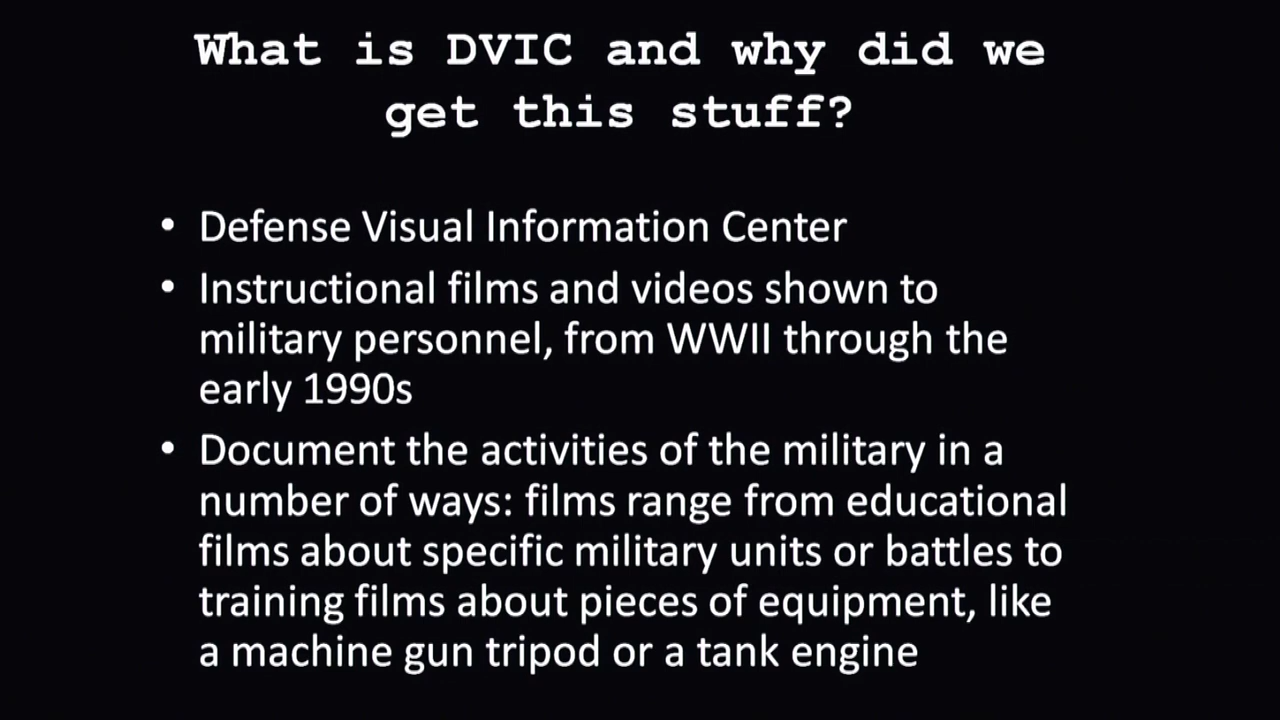 What is DVIC and why did we
get this stuff?
• Defense Visual Information Center
• Instructional films and videos shown to
military personnel, from WWII through the
early 1990s
• Document the activities of the military in a
number of ways: films range from educational
films about specific military units or battles to
training films about pieces of equipment, like
a machine gun tripod or a tank engine